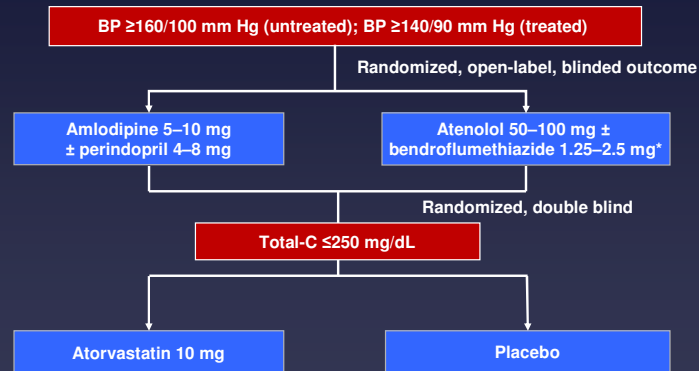 BP ≥160/100 mm Hg (untreated); BP ≥140/90 mm Hg (treated)
Randomized, open-label, blinded outcome
Amlodipine 5–10 mg
± perindopril 4–8 mg
Atenolol 50–100 mg ±
bendroflumethiazide 1.25–2.5 mg*
Randomized, double blind
Total-C ≤250 mg/dL
Atorvastatin 10 mg
Placebo